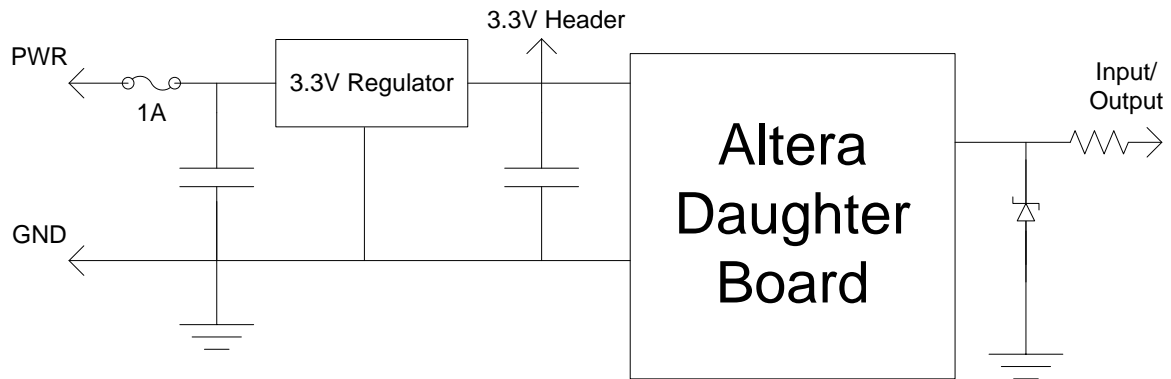 3.3V Header
PWR
3.3V Regulator
1A
GND
Altera
Daughter
Board
Input/
Output